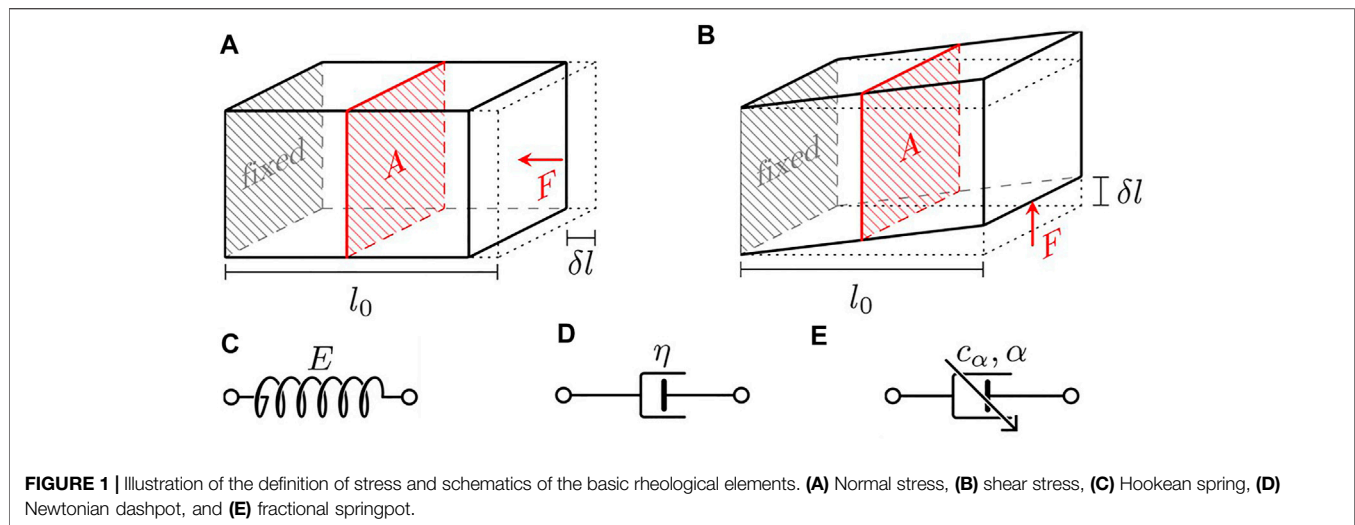 A
B
fixed
A
F
δl
l₀
fixed
A
F
δl
l₀
C
E
D
η
E
cα, α
FIGURE 1 | Illustration of the definition of stress and schematics of the basic rheological elements. (A) Normal stress, (B) shear stress, (C) Hookean spring, (D)
Newtonian dashpot, and (E) fractional springpot.